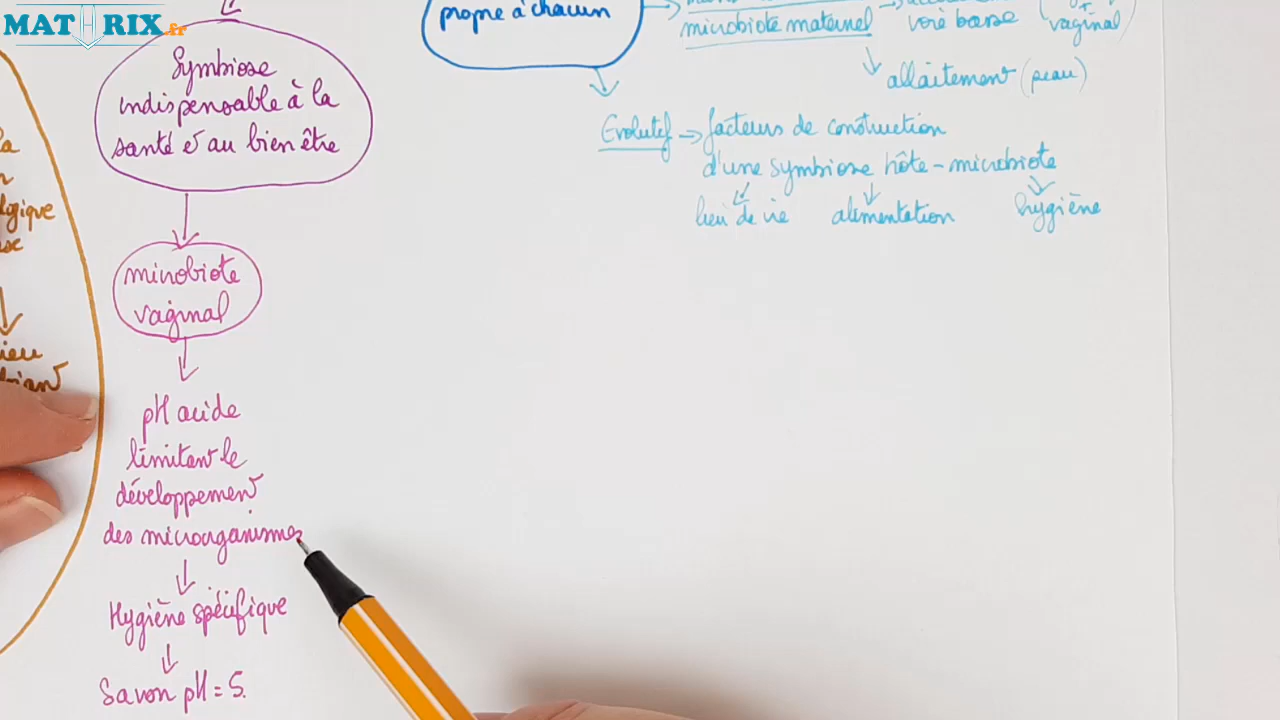 MATRIX.fr
Symbiose
indispensable à la
santé et au bien être
microbiote
vaginal
pH acide
limitant le
développement
des microorganismes
Hygiène spécifique
Savon pH = 5.
propre à chacun
microbiote maternel
voie basse
vaginal)
allaitement (peau)
Evolutif → facteurs de construction
d'une symbiose hôte-microbiote
lieu de vie alimentation hygiène